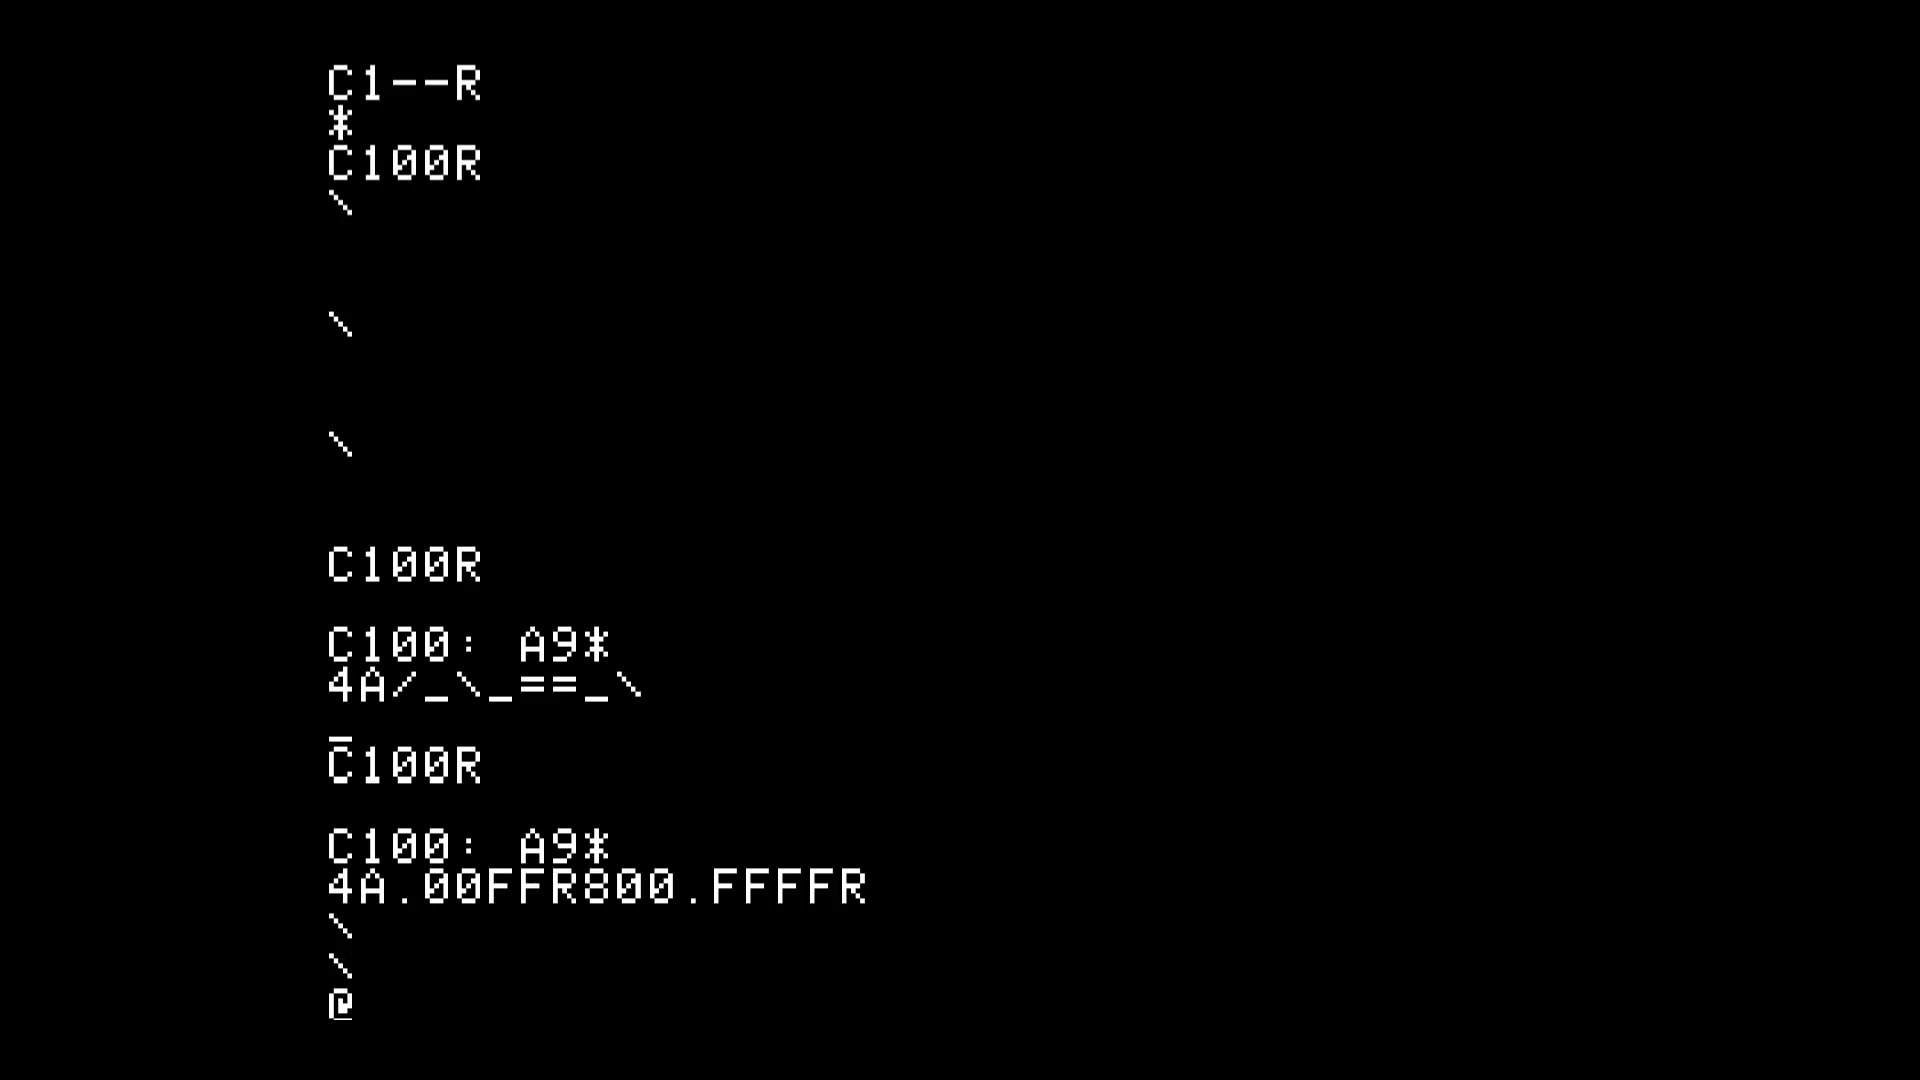 C1--R
*
C100R
\
\
\
C100R
C100: A9*
4A/_\_==_\
_
C100R
C100: A9*
4A.00FFR800.FFFFR
\
\
@